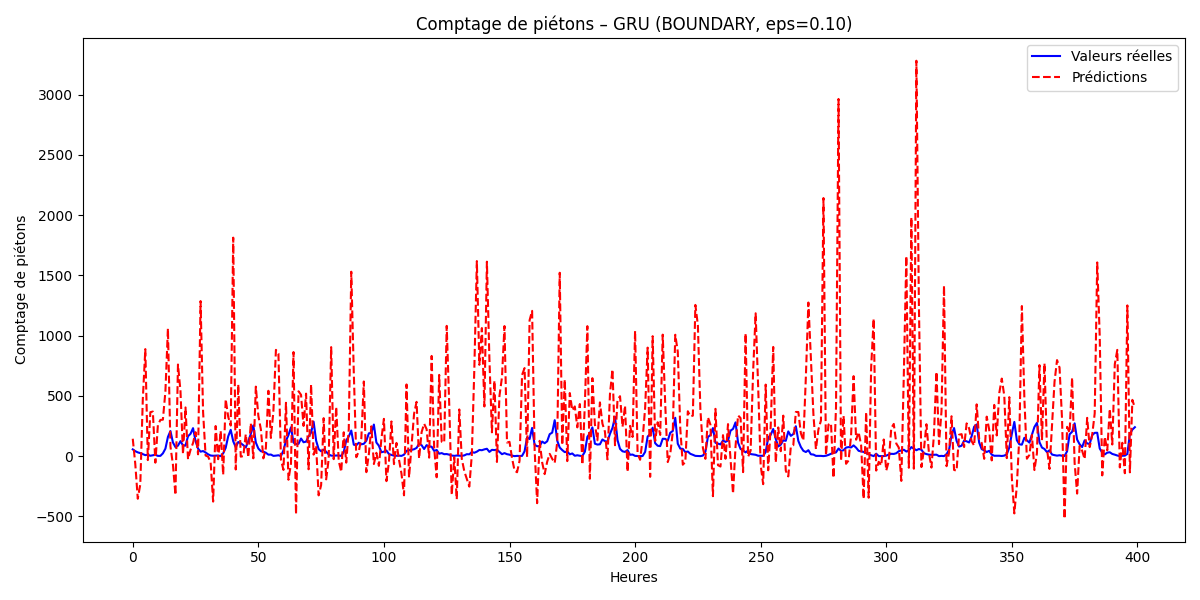 Comptage de piétons – GRU (BOUNDARY, eps=0.10)
Valeurs réelles
Prédictions
Comptage de piétons
3000
2500
2000
1500
1000
500
0
−500
0 50 100 150 200 250 300 350 400
Heures